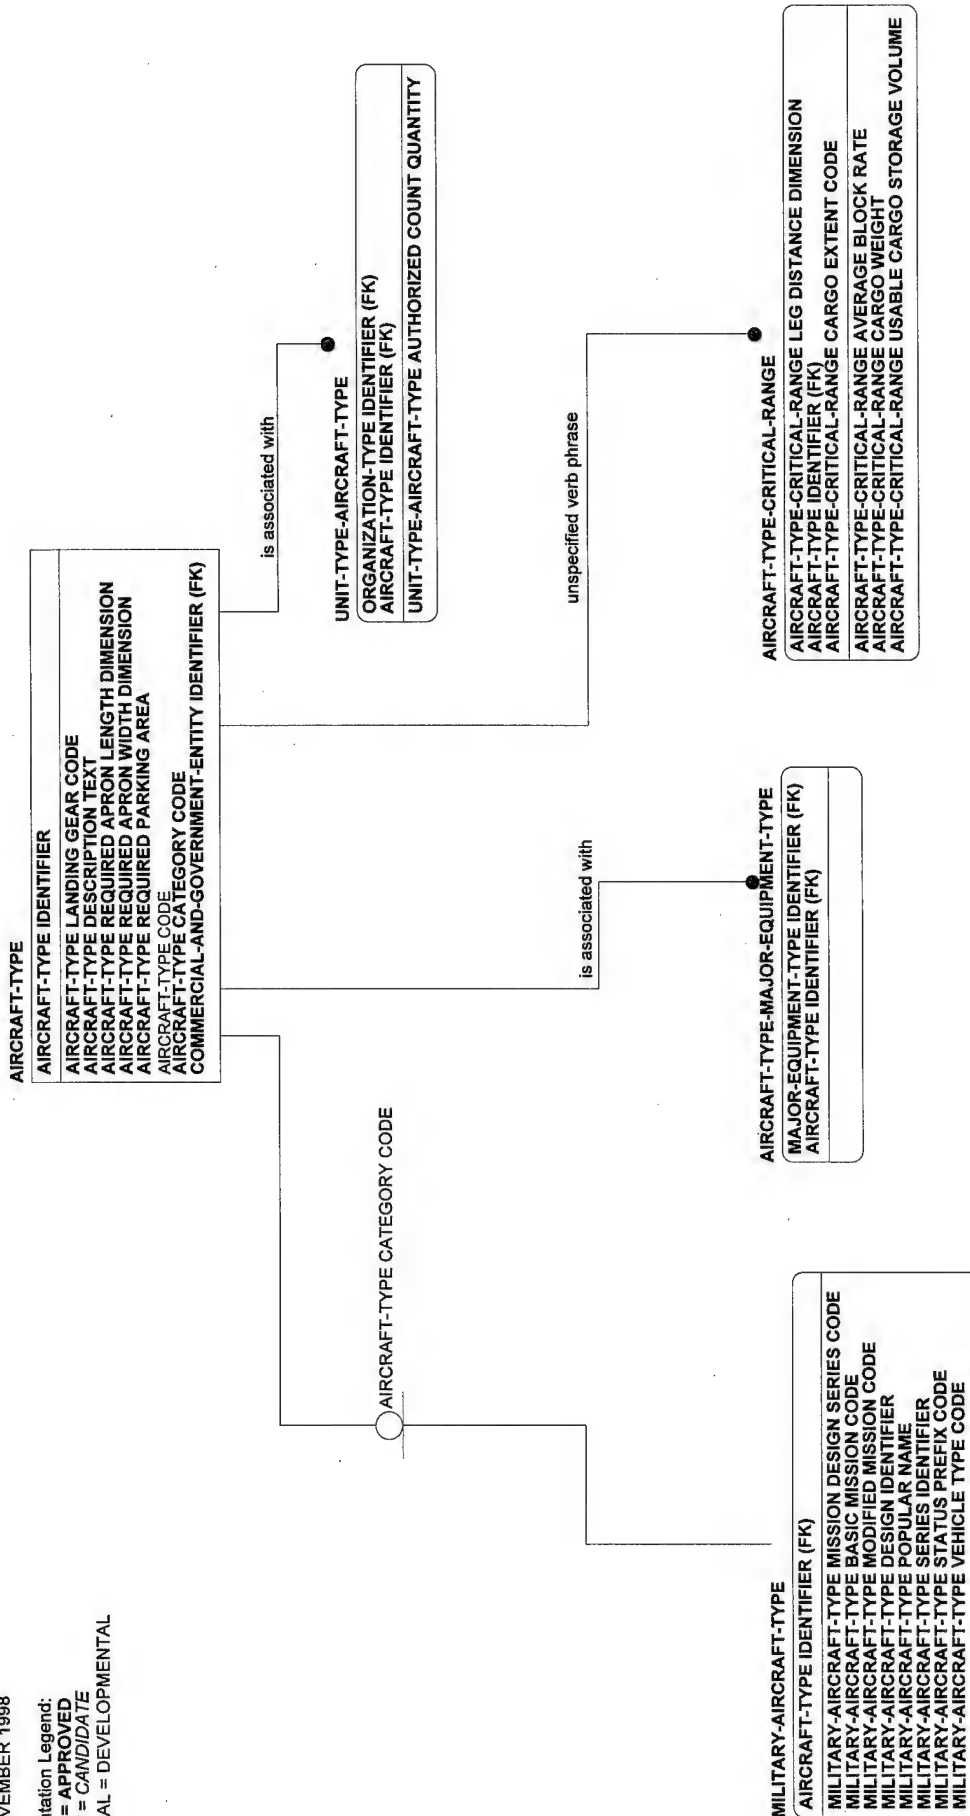 VEMBER 1998
tation Legend:
= APPROVED
= CANDIDATE
AL = DEVELOPMENTAL
AIRCRAFT-TYPE
AIRCRAFT-TYPE IDENTIFIER
AIRCRAFT-TYPE LANDING GEAR CODE
AIRCRAFT-TYPE DESCRIPTION TEXT
AIRCRAFT-TYPE REQUIRED APRON LENGTH DIMENSION
AIRCRAFT-TYPE REQUIRED APRON WIDTH DIMENSION
AIRCRAFT-TYPE REQUIRED PARKING AREA
AIRCRAFT-TYPE CODE
AIRCRAFT-TYPE CATEGORY CODE
COMMERCIAL-AND-GOVERNMENT-ENTITY IDENTIFIER (FK)
is associated with
UNIT-TYPE-AIRCRAFT-TYPE
ORGANIZATION-TYPE IDENTIFIER (FK)
AIRCRAFT-TYPE IDENTIFIER (FK)
UNIT-TYPE-AIRCRAFT-TYPE AUTHORIZED COUNT QUANTITY
AIRCRAFT-TYPE CATEGORY CODE
is associated with
unspecified verb phrase
MILITARY-AIRCRAFT-TYPE
AIRCRAFT-TYPE IDENTIFIER (FK)
MILITARY-AIRCRAFT-TYPE MISSION DESIGN SERIES CODE
MILITARY-AIRCRAFT-TYPE BASIC MISSION CODE
MILITARY-AIRCRAFT-TYPE MODIFIED MISSION CODE
MILITARY-AIRCRAFT-TYPE DESIGN IDENTIFIER
MILITARY-AIRCRAFT-TYPE POPULAR NAME
MILITARY-AIRCRAFT-TYPE SERIES IDENTIFIER
MILITARY-AIRCRAFT-TYPE STATUS PREFIX CODE
MILITARY-AIRCRAFT-TYPE VEHICLE TYPE CODE
AIRCRAFT-TYPE-MAJOR-EQUIPMENT-TYPE
MAJOR-EQUIPMENT-TYPE IDENTIFIER (FK)
AIRCRAFT-TYPE IDENTIFIER (FK)
AIRCRAFT-TYPE-CRITICAL-RANGE
AIRCRAFT-TYPE-CRITICAL-RANGE LEG DISTANCE DIMENSION
AIRCRAFT-TYPE IDENTIFIER (FK)
AIRCRAFT-TYPE-CRITICAL-RANGE CARGO EXTENT CODE
AIRCRAFT-TYPE-CRITICAL-RANGE AVERAGE BLOCK RATE
AIRCRAFT-TYPE-CRITICAL-RANGE CARGO WEIGHT
AIRCRAFT-TYPE-CRITICAL-RANGE USABLE CARGO STORAGE VOLUME